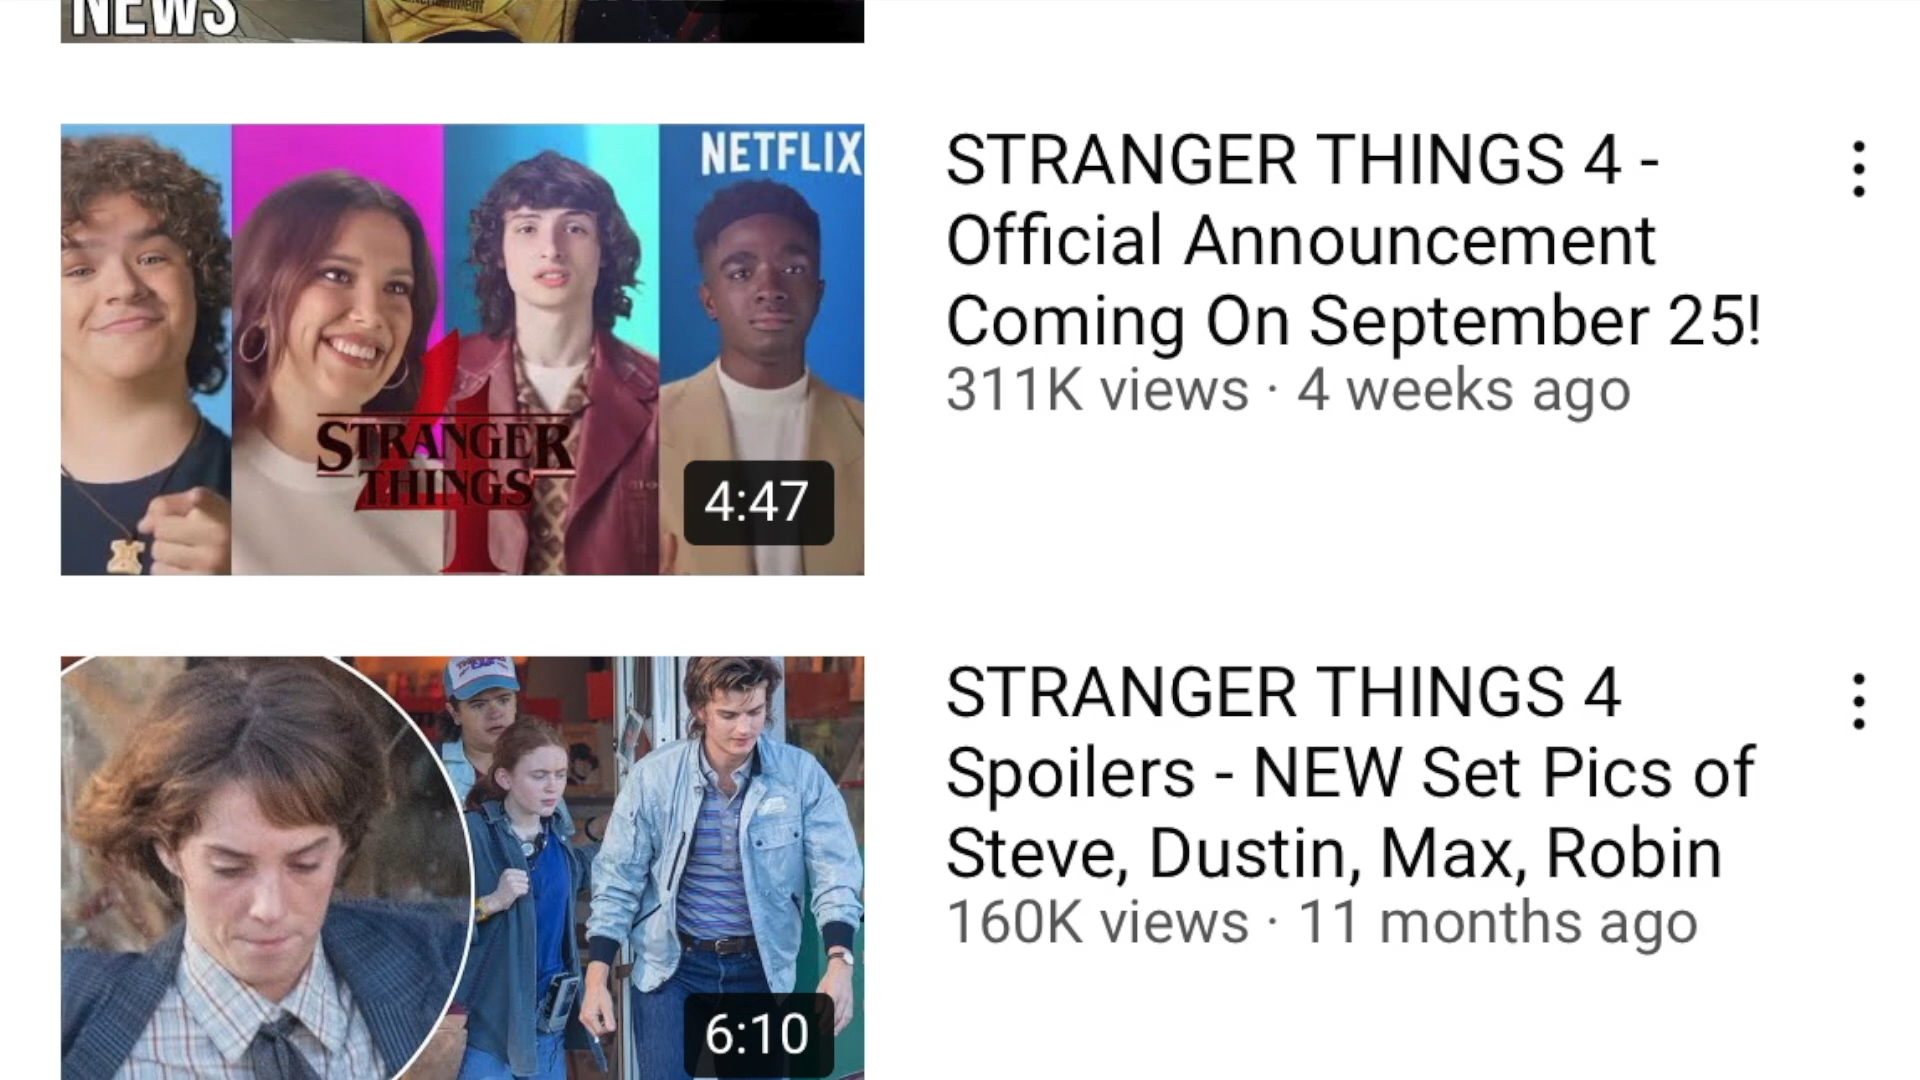 NEWS
Entertainment
NETFLIX
STRANGER
THINGS
4
4:47
STRANGER THINGS 4 -
Official Announcement
Coming On September 25!
311K views · 4 weeks ago
6:10
STRANGER THINGS 4
Spoilers - NEW Set Pics of
Steve, Dustin, Max, Robin
160K views · 11 months ago